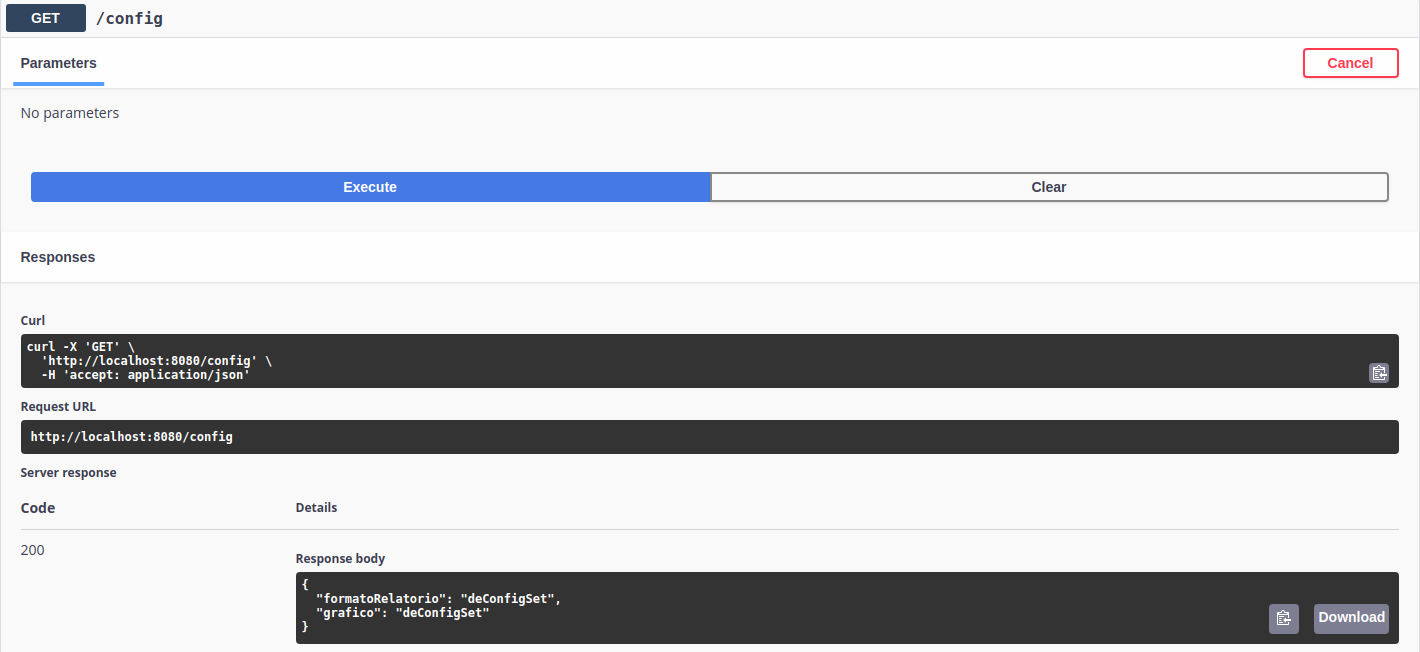 GET /config
Parameters Cancel
No parameters
Execute Clear
Responses
Curl
curl -X 'GET' \
  'http://localhost:8080/config' \
  -H 'accept: application/json'
Request URL
http://localhost:8080/config
Server response
Code Details
200
Response body
{
  "formatoRelatorio": "deConfigSet",
  "grafico": "deConfigSet"
}
Download